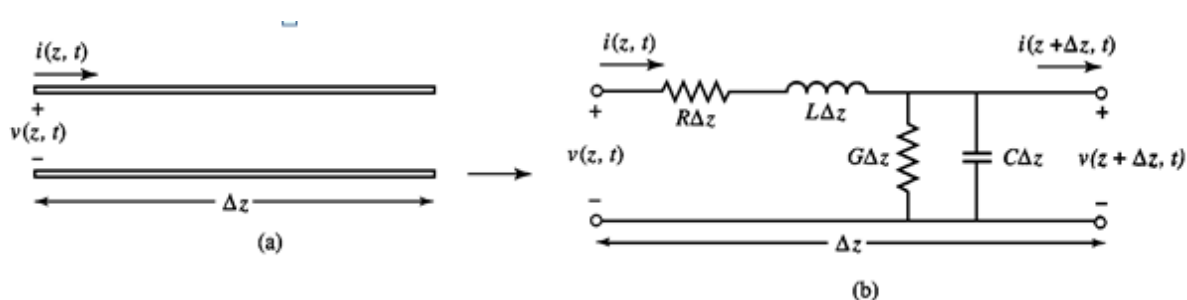 i(z, t)
+
v(z, t)
−
Δz
(a)
i(z, t)
i(z +Δz, t)
+
RΔz
LΔz
+
v(z, t)
GΔz
CΔz
v(z + Δz, t)
−
−
Δz
(b)